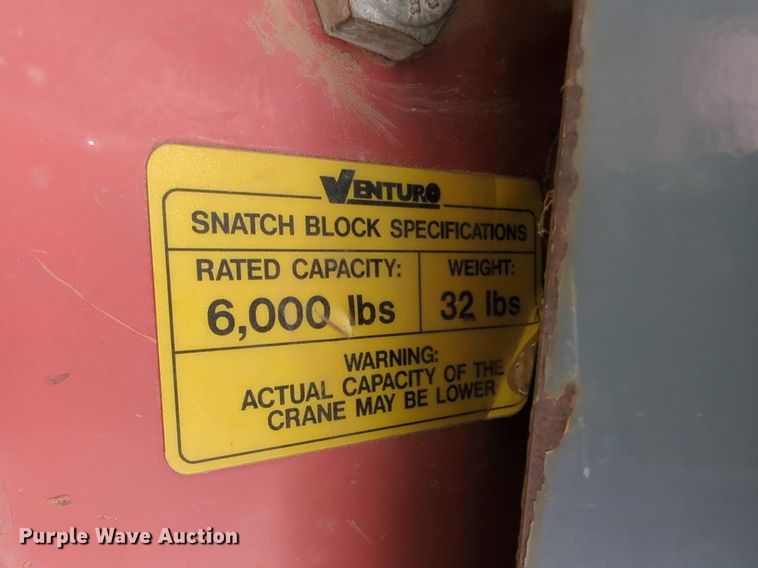 VENTURO
SNATCH BLOCK SPECIFICATIONS
RATED CAPACITY:
6,000 lbs
WEIGHT:
32 lbs
WARNING:
ACTUAL CAPACITY OF THE
CRANE MAY BE LOWER
Purple Wave Auction